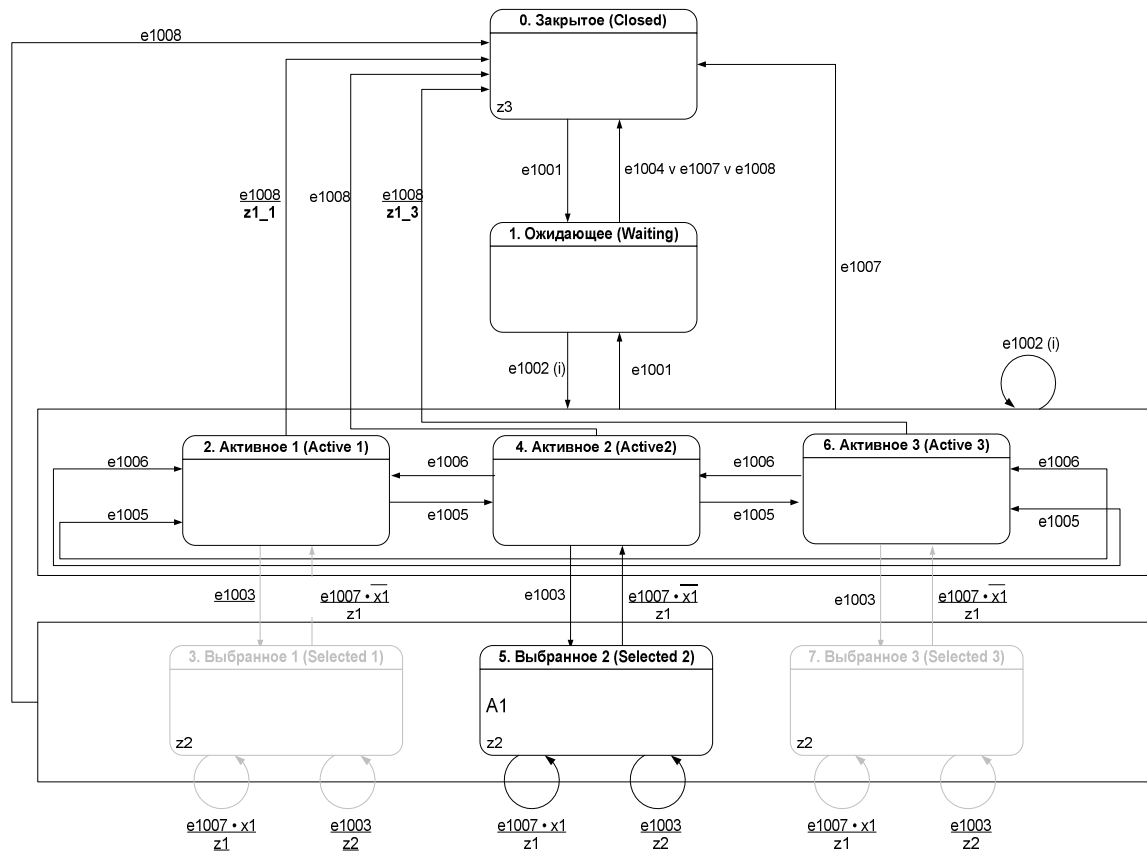 0. Закрытое (Closed)
e1008
z3
e1001
e1004 v e1007 v e1008
e1008
z1_1
e1008
e1008
z1_3
1. Ожидающее (Waiting)
e1007
e1002 (i)
e1001
e1002 (i)
2. Активное 1 (Active 1)
4. Активное 2 (Active2)
6. Активное 3 (Active 3)
e1006
e1006
e1006
e1006
e1005
e1005
e1005
e1005
e1003
e1007 • x1
z1
e1003
e1007 • x1
z1
e1003
e1007 • x1
z1
3. Выбранное 1 (Selected 1)
5. Выбранное 2 (Selected 2)
7. Выбранное 3 (Selected 3)
A1
z2
z2
z2
e1007 • x1
z1
e1003
z2
e1007 • x1
z1
e1003
z2
e1007 • x1
z1
e1003
z2